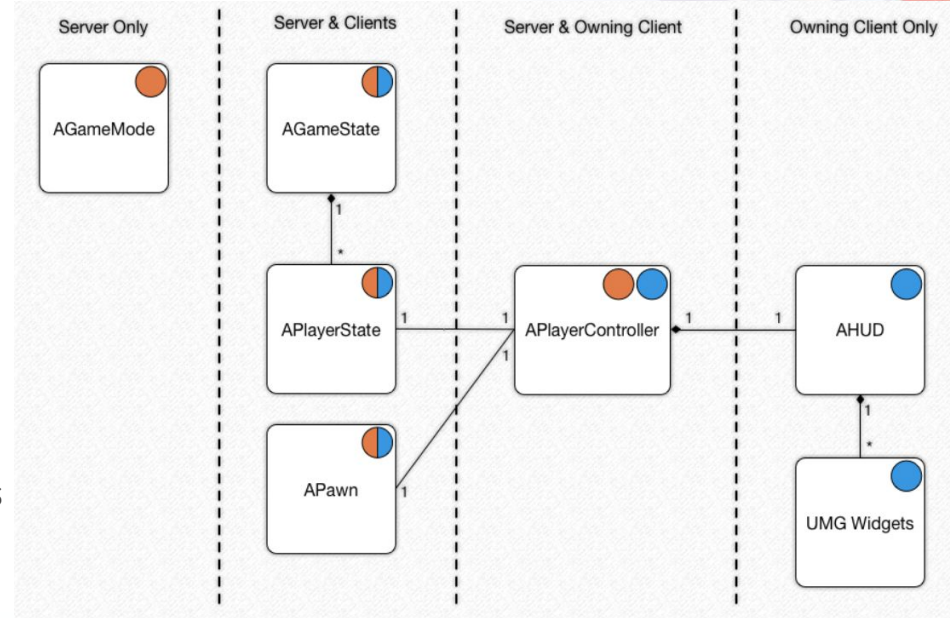 Server Only
Server & Clients
Server & Owning Client
Owning Client Only
AGameMode
AGameState
1
*
APlayerState
1
1
APlayerController
1
1
AHUD
1
1
*
APawn
1
UMG Widgets